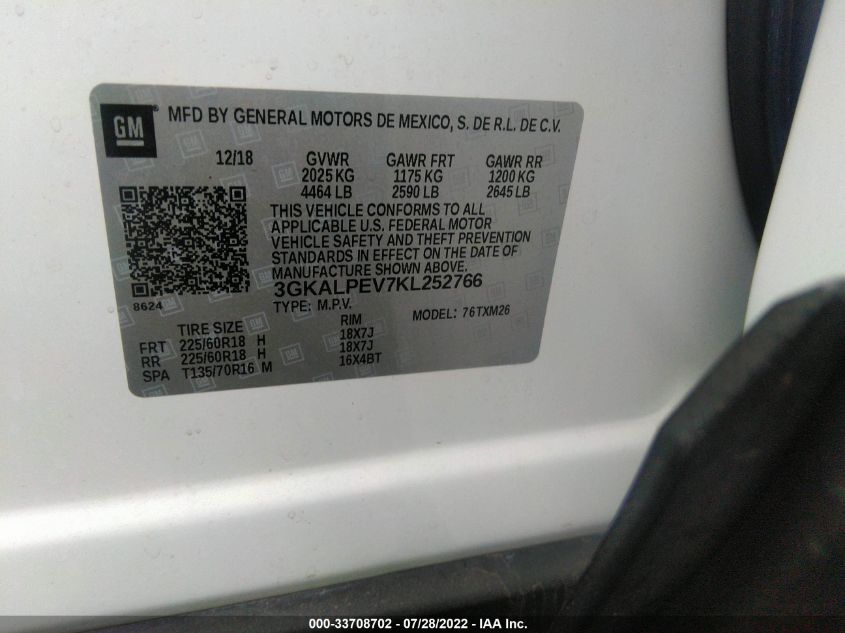 GM ®
MFD BY GENERAL MOTORS DE MEXICO, S. DE R.L. DE C.V.
12/18 GVWR GAWR FRT GAWR RR
2025 KG 1175 KG 1200 KG
4464 LB 2590 LB 2645 LB
THIS VEHICLE CONFORMS TO ALL
APPLICABLE U.S. FEDERAL MOTOR
VEHICLE SAFETY AND THEFT PREVENTION
STANDARDS IN EFFECT ON THE DATE OF
MANUFACTURE SHOWN ABOVE.
8624
3GKALPEV7KL252766
TYPE: M.P.V. MODEL: 76TXM26
TIRE SIZE RIM
FRT 225/60R18 H 18X7J
RR 225/60R18 H 18X7J
SPA T135/70R16 M 16X4BT
000-33708702 - 07/28/2022 - IAA Inc.